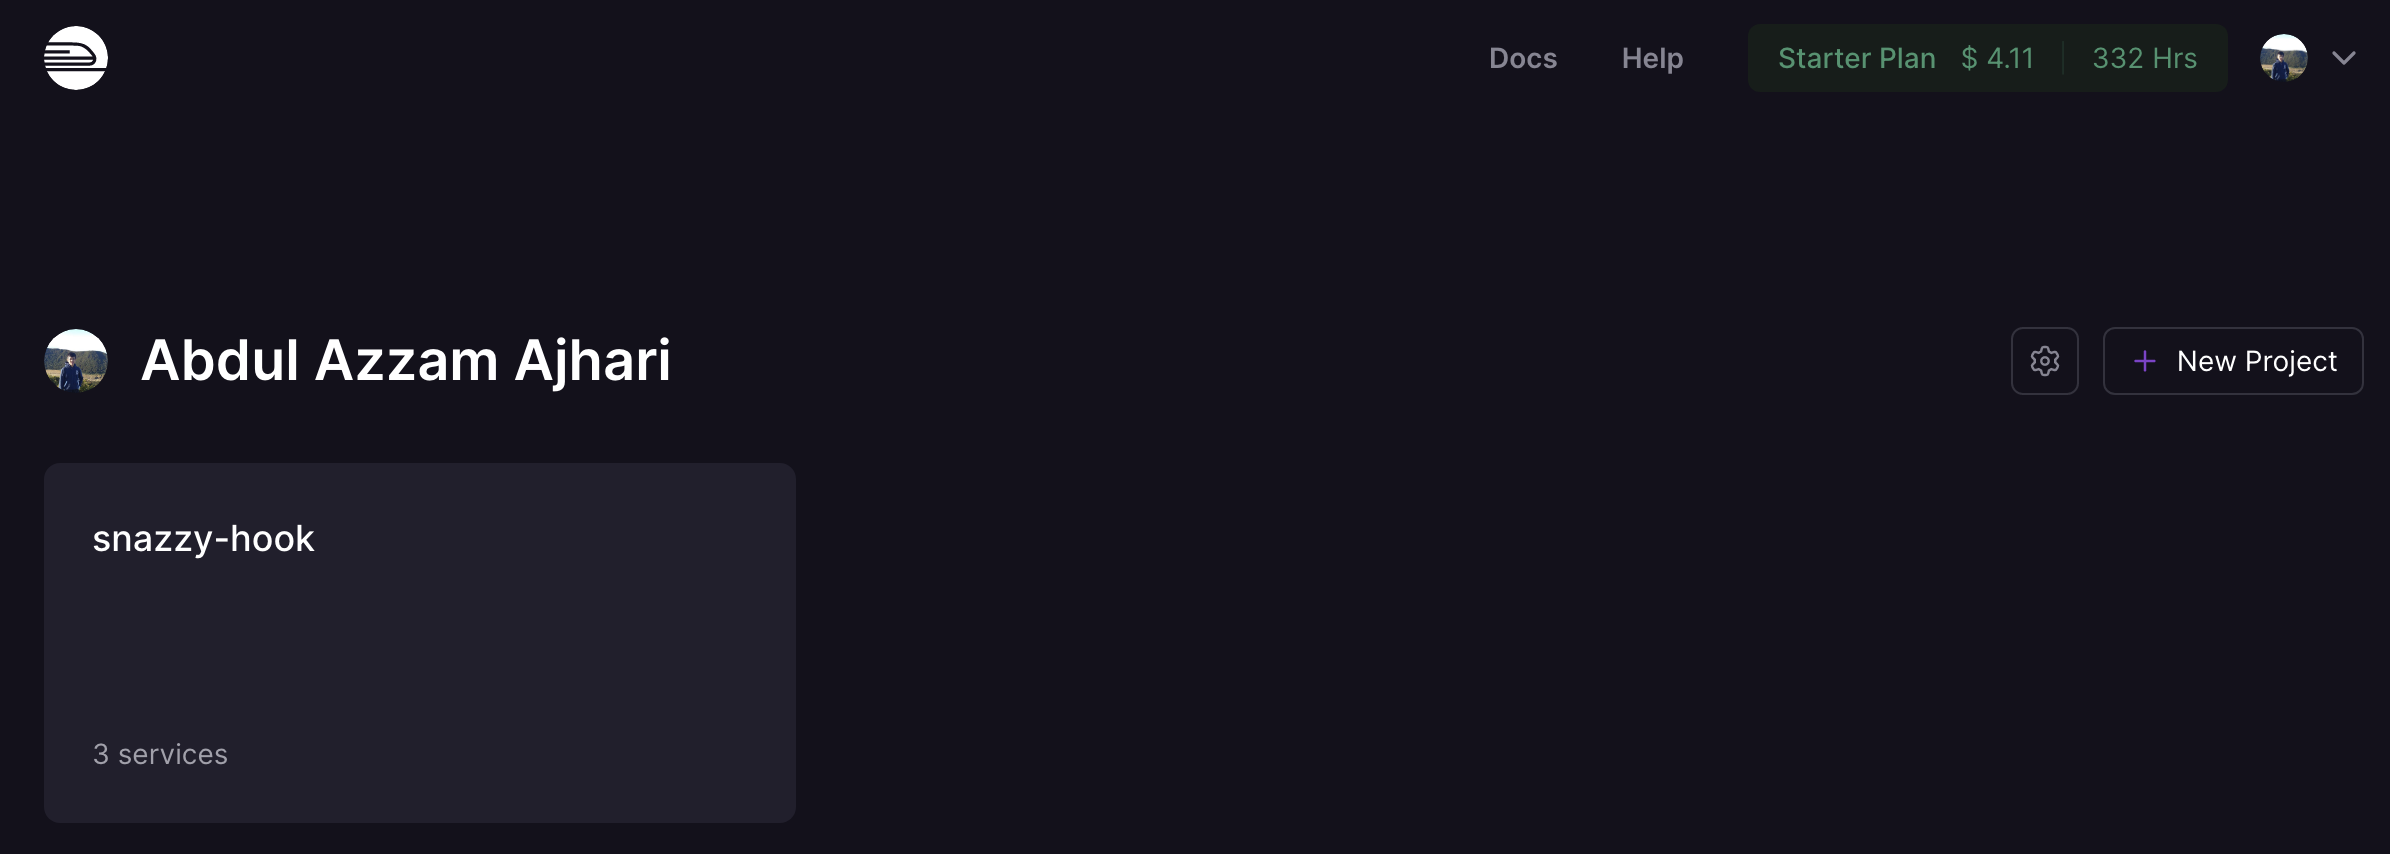 Docs Help Starter Plan $ 4.11 332 Hrs
Abdul Azzam Ajhari
New Project
snazzy-hook
3 services